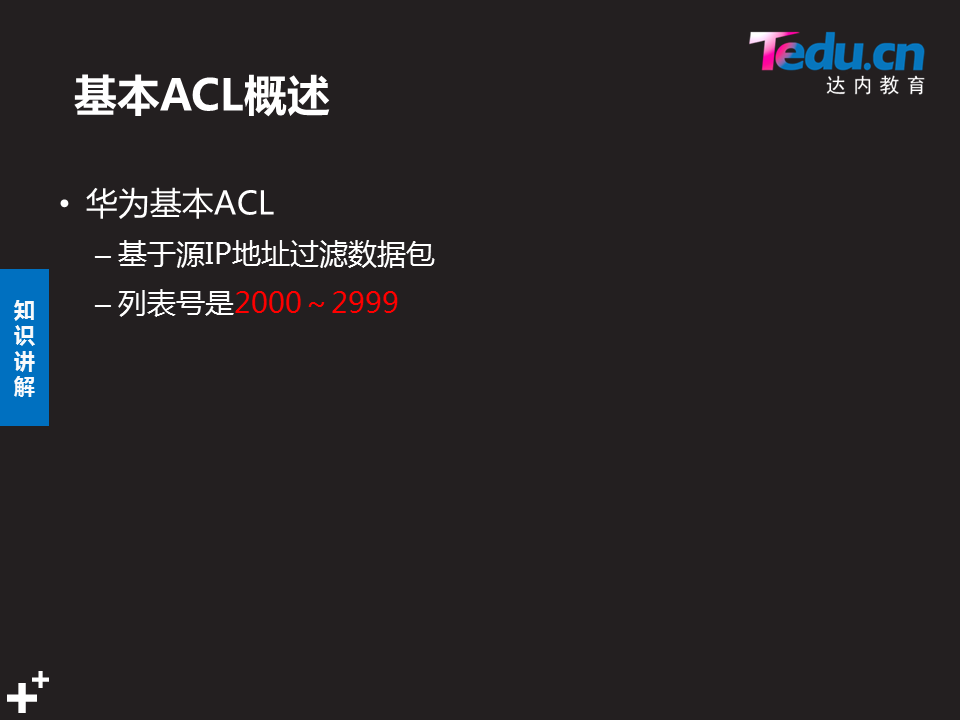 Tedu.cn
达内教育
基本ACL概述
• 华为基本ACL
– 基于源IP地址过滤数据包
– 列表号是2000～2999
知
识
讲
解